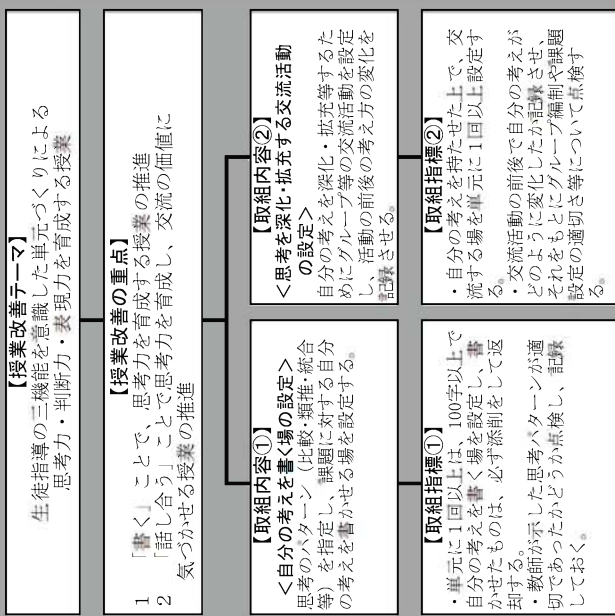 【授業改善テーマ】
生徒指導の三機能を意識した単元づくりによる
思考力・判断力・表現力を育成する授業
【授業改善の重点】
1 「書く」ことで、思考力を育成する授業の推進
2 「話し合う」ことで思考力を育成し、交流の価値に
気づかせる授業の推進
【取組内容①】
＜自分の考えを書く場の設定＞
思考のパターン（比較・類推・統合
等）を指定し、課題に対する自分
の考えを書かせる場を設定する。
【取組内容②】
＜思考を深化・拡充する交流活動
の設定＞
自分の考えを深化・拡充等するた
めにグループ等の交流活動を設定
し、活動の前後の考え方の変化を
記録させる。
【取組指標①】
・単元に1回以上は、100字以上で
自分の考えを書く場を設定し、書
かせたものは、必ず添削をして返
却する。
・教師が示した思考パターンが適
切であったかどうか点検し、記録
しておく。
【取組指標②】
・自分の考えを持たせた上で、交
流する場を単元に1回以上設定す
る。
・交流活動の前後で自分の考えが
どのように変化したか記録させ、
それをもとにグループ編制や課題
設定の適切さ等について点検す
る。